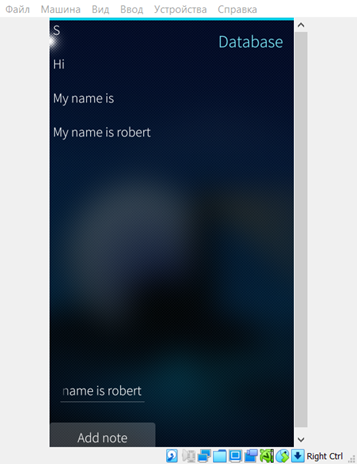 Файл Машина Вид Ввод Устройства Справка
S
Database
Hi
My name is
My name is robert
name is robert
Add note
Right Ctrl